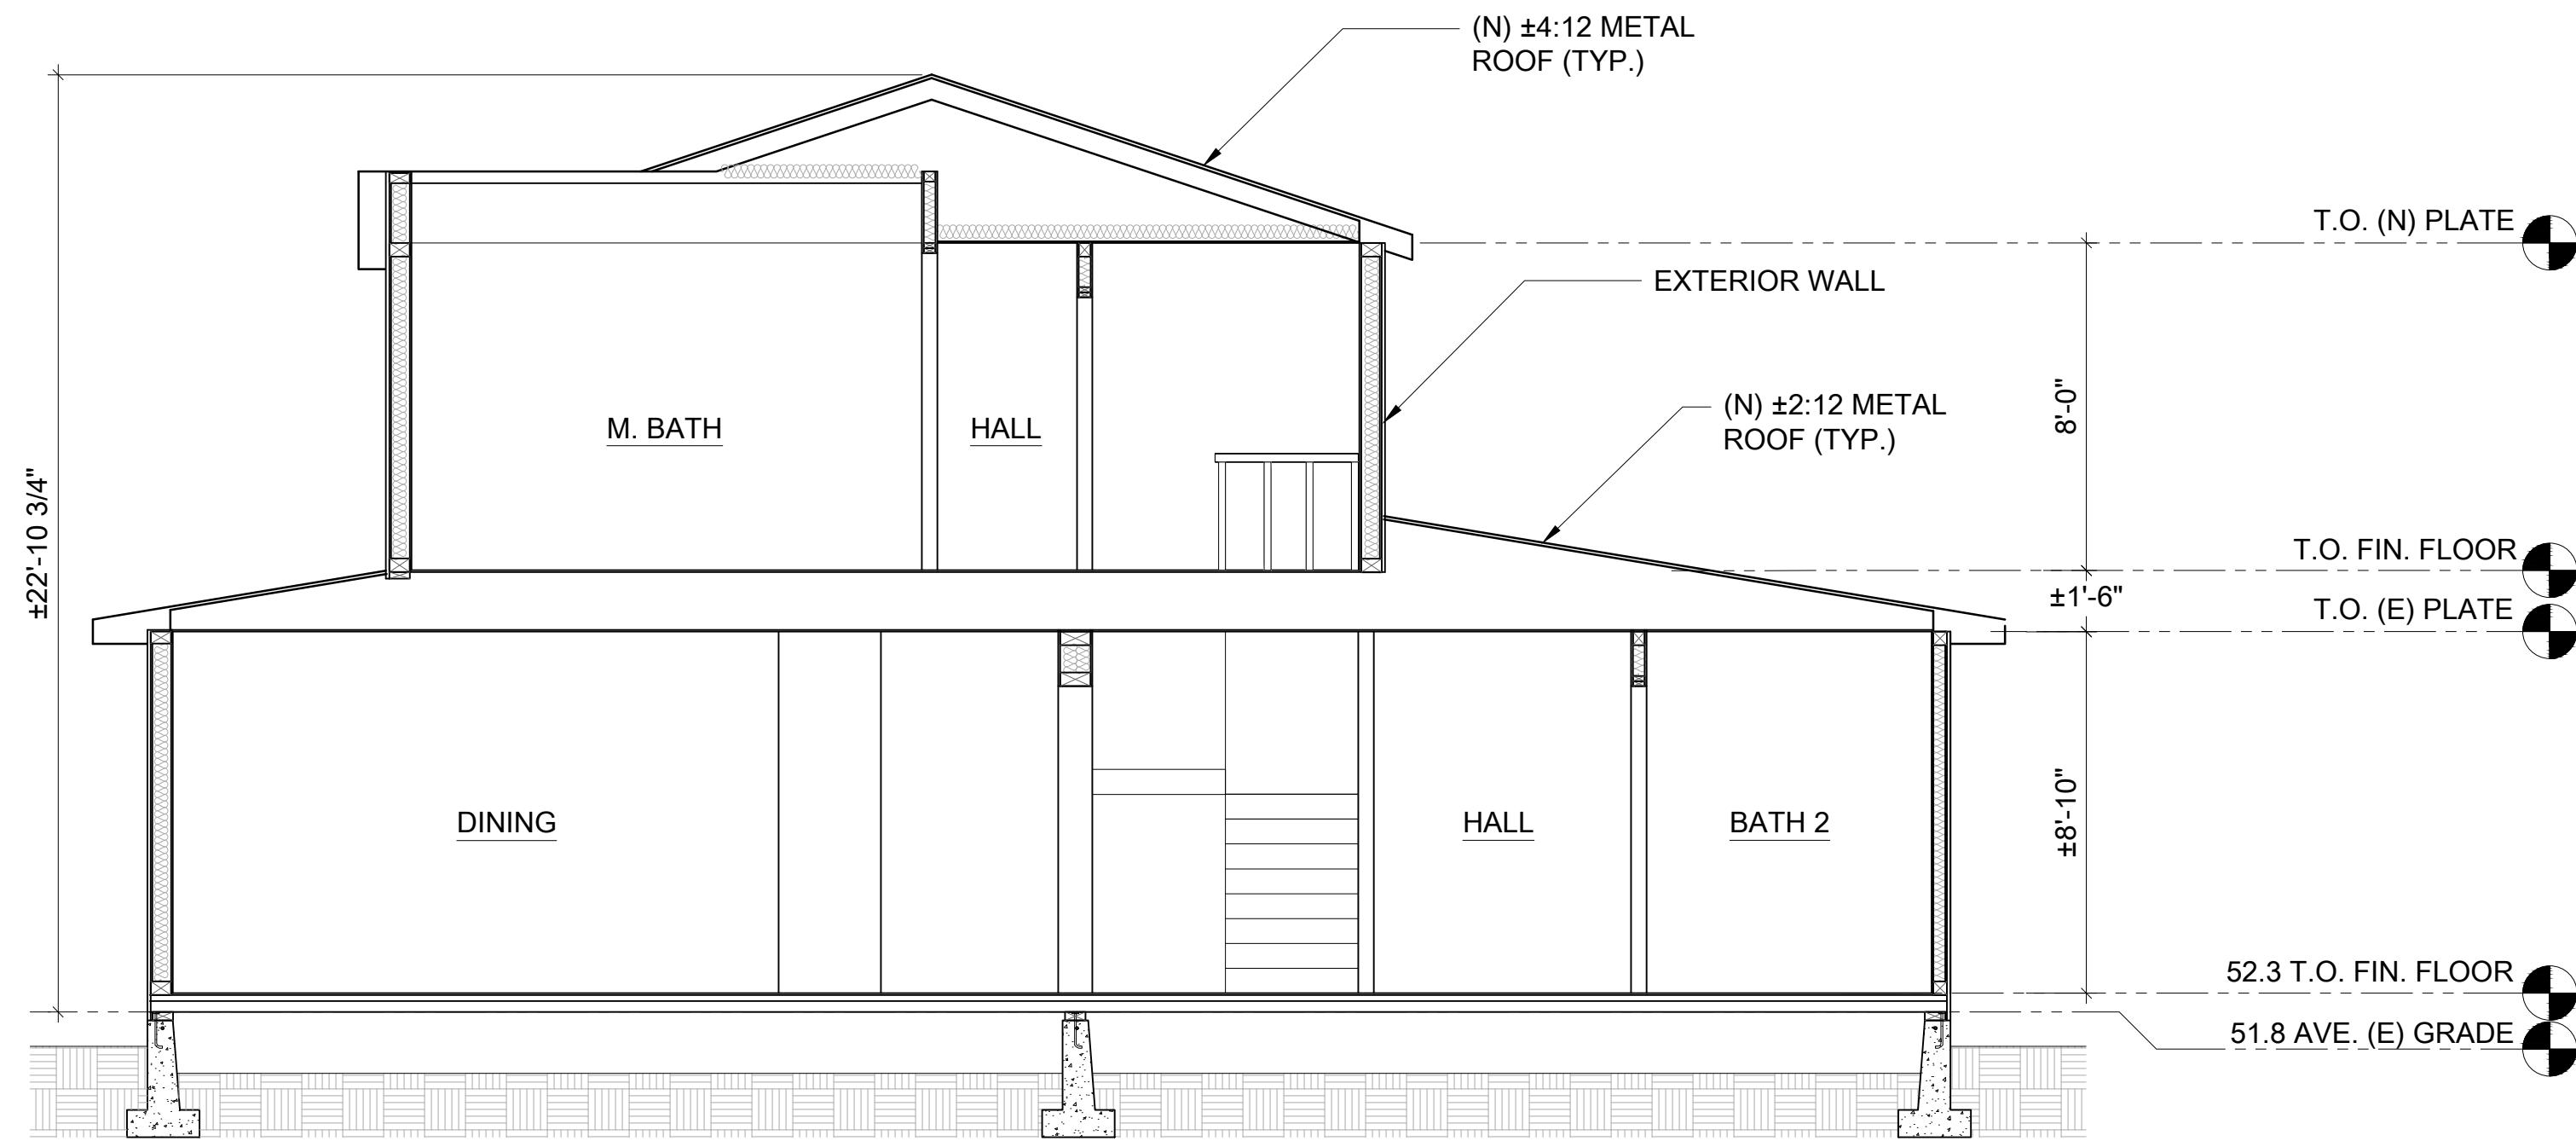 (N) ±4:12 METAL
ROOF (TYP.)
T.O. (N) PLATE
EXTERIOR WALL
(N) ±2:12 METAL
ROOF (TYP.)
8'-0"
M. BATH
HALL
±22'-10 3/4"
T.O. FIN. FLOOR
±1'-6"
T.O. (E) PLATE
±8'-10"
DINING
HALL
BATH 2
52.3 T.O. FIN. FLOOR
51.8 AVE. (E) GRADE